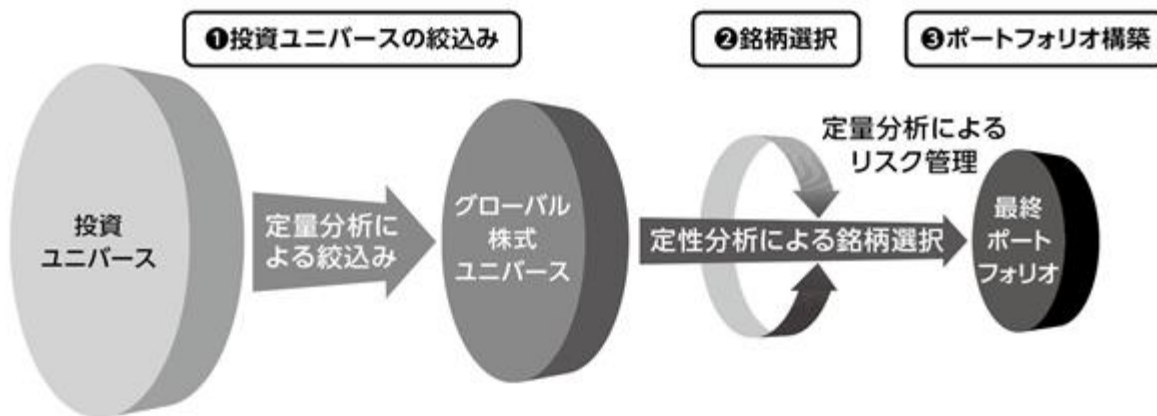 ❶投資ユニバースの絞込み
❷銘柄選択
❸ポートフォリオ構築
投資
ユニバース
定量分析に
よる絞込み
グローバル
株式
ユニバース
定量分析による
リスク管理
定性分析による銘柄選択
最終
ポート
フォリオ